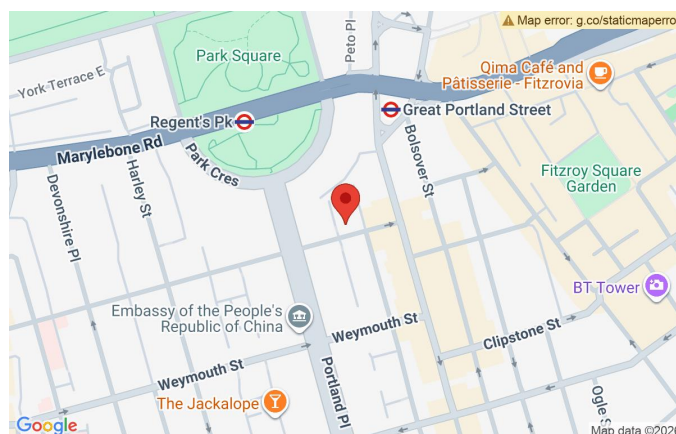 Map error: g.co/staticmaperro
Peto Pl
Park Square
York Terrace E
Qima Café and
Pâtisserie - Fitzrovia
Regent's Pk
Great Portland Street
Marylebone Rd
Park Cres
Bolsover St
Harley St
Devonshire Pl
Fitzroy Square
Garden
BT Tower
Embassy of the People's
Republic of China
Weymouth St
Clipstone St
Weymouth St
Portland Pl
The Jackalope
Ogle S
Google
Map data ©2026